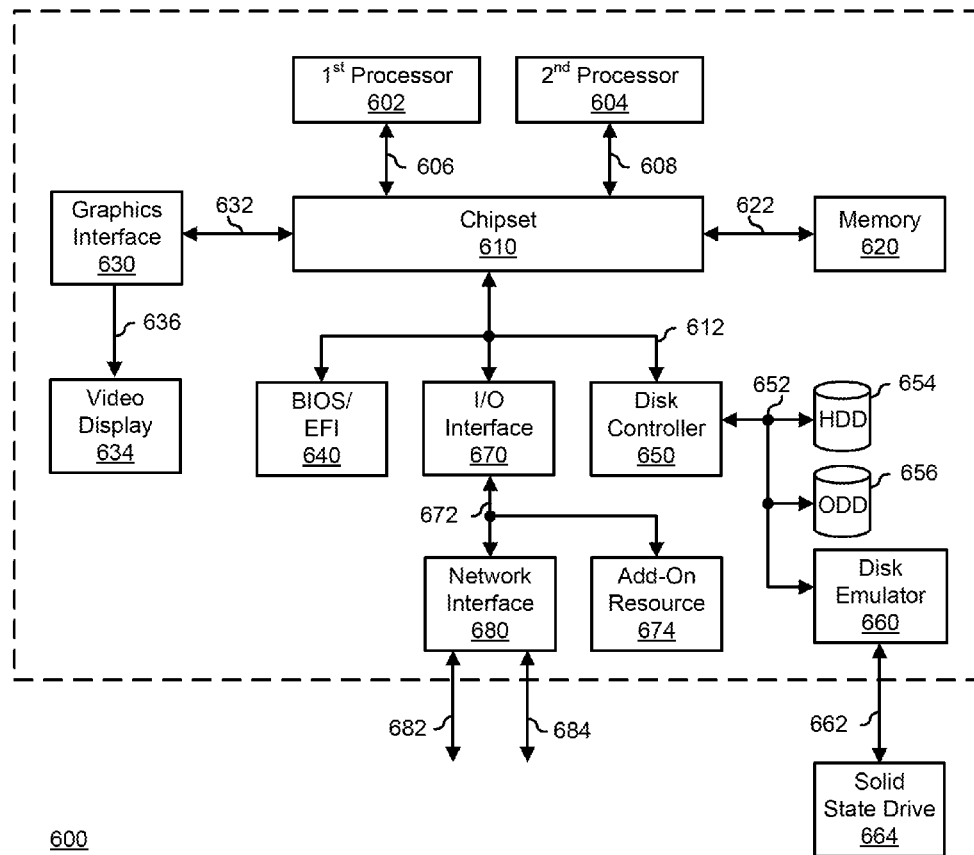 1st Processor
602
2nd Processor
604
606
608
Graphics
Interface
630
632
Chipset
610
622
Memory
620
636
612
Video
Display
634
BIOS/
EFI
640
I/O
Interface
670
Disk
Controller
650
652
654
HDD
656
ODD
672
Network
Interface
680
Add-On
Resource
674
Disk
Emulator
660
682
684
662
Solid
State Drive
664
600